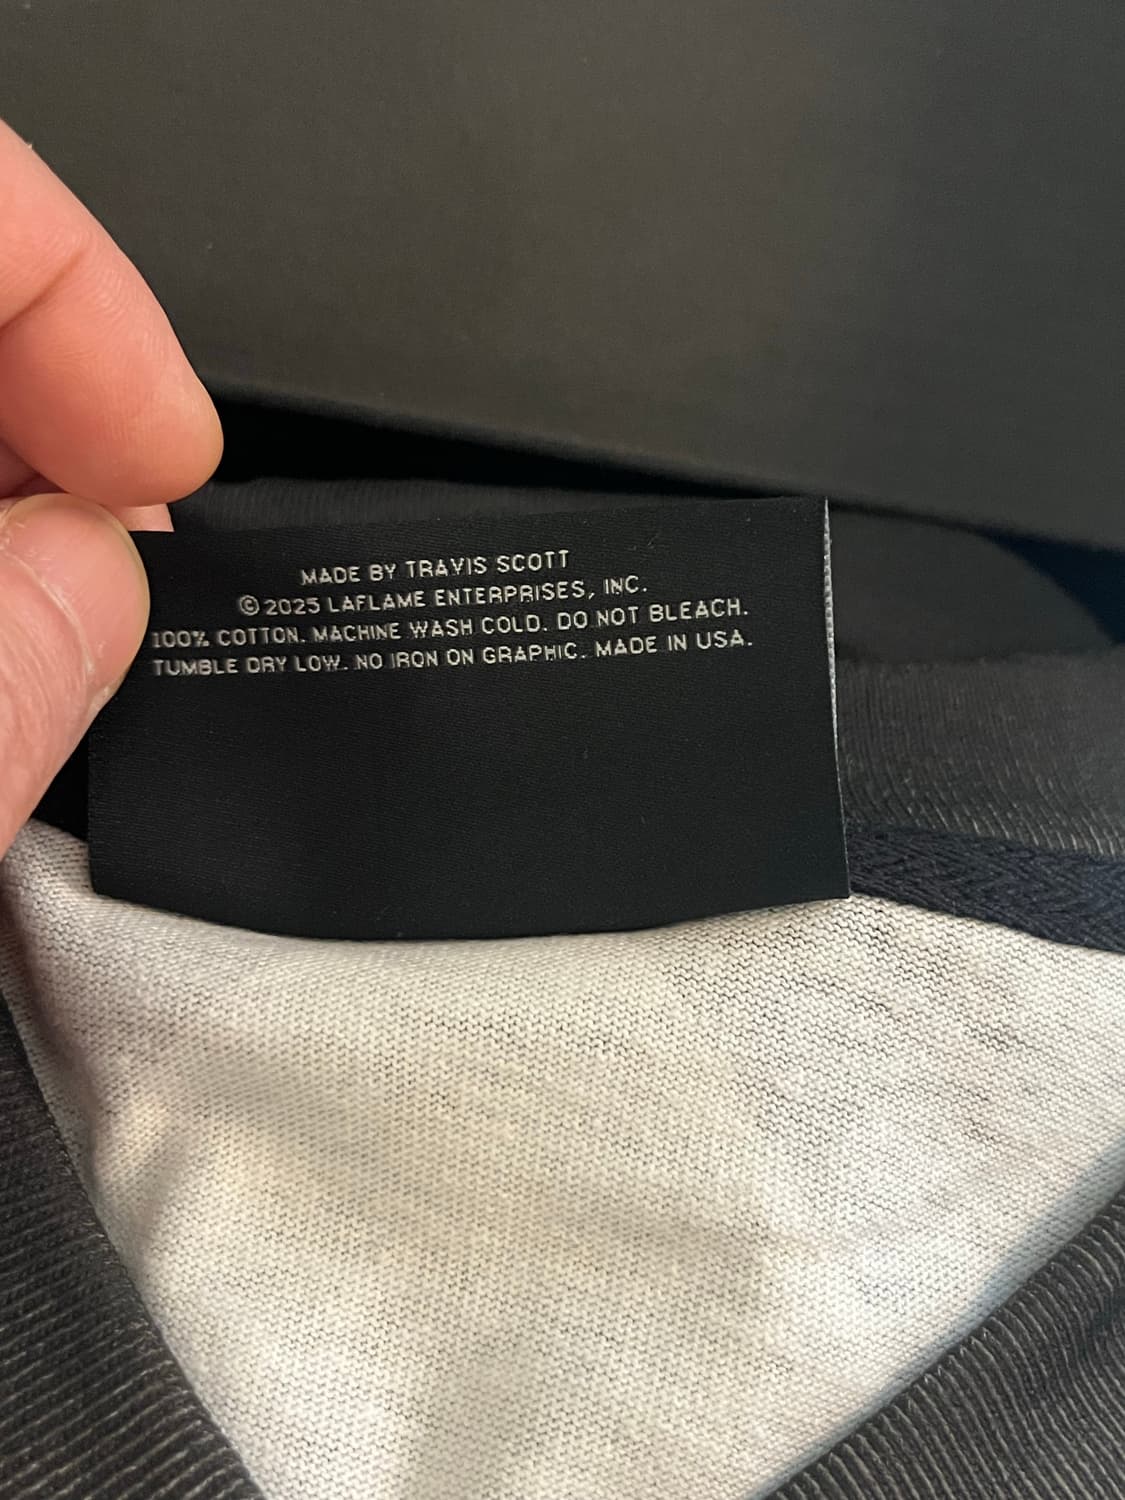 MADE BY TRAVIS SCOTT
© 2025 LAFLAME ENTERPRISES, INC.
100% COTTON. MACHINE WASH COLD. DO NOT BLEACH.
TUMBLE DRY LOW. NO IRON ON GRAPHIC. MADE IN USA.